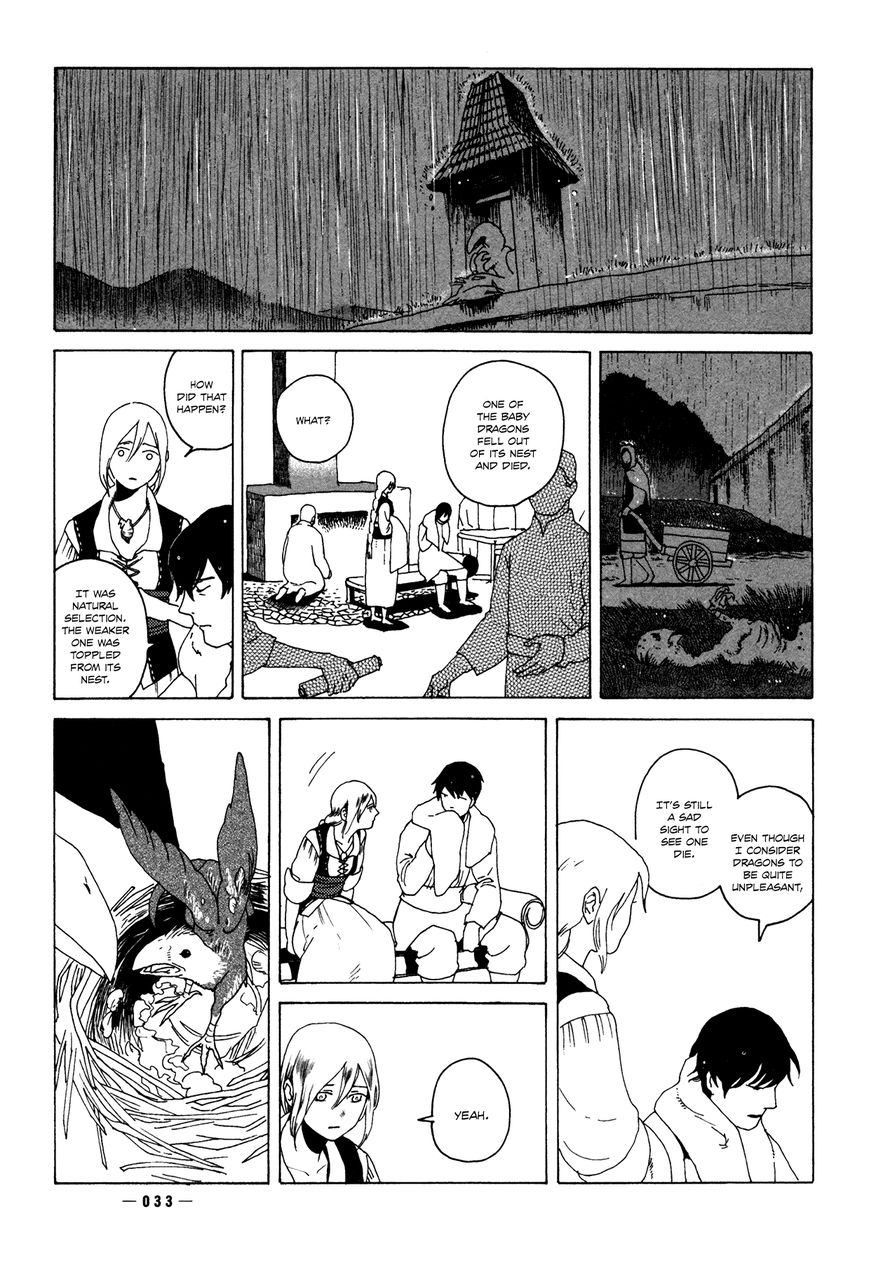 ONE OF
THE BABY
DRAGONS
FELL OUT
OF ITS NEST
AND DIED.
WHAT?
HOW
DID THAT
HAPPEN?
IT WAS
NATURAL
SELECTION.
THE WEAKER
ONE WAS
TOPPLED
FROM ITS
NEST.
EVEN THOUGH
I CONSIDER
DRAGONS TO
BE QUITE
UNPLEASANT,
IT'S STILL
A SAD
SIGHT TO
SEE ONE
DIE.
YEAH.
— 033 —